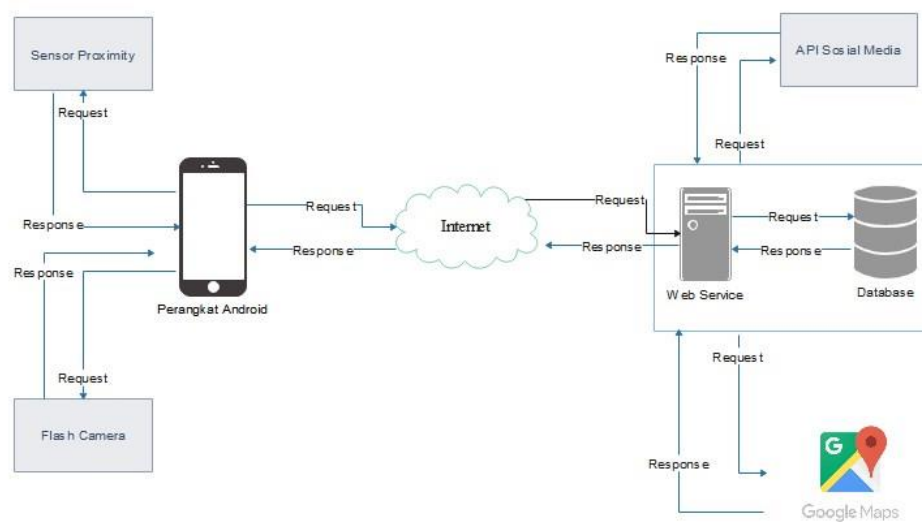 Sensor Proximity
API Sosial Media
Response
Request
Request
Request
Response
Request
Request
Request
Response
Internet
Response
Response
Response
Perangkat Android
Web Service
Database
Request
Request
Flash Camera
Response
G
Google Maps